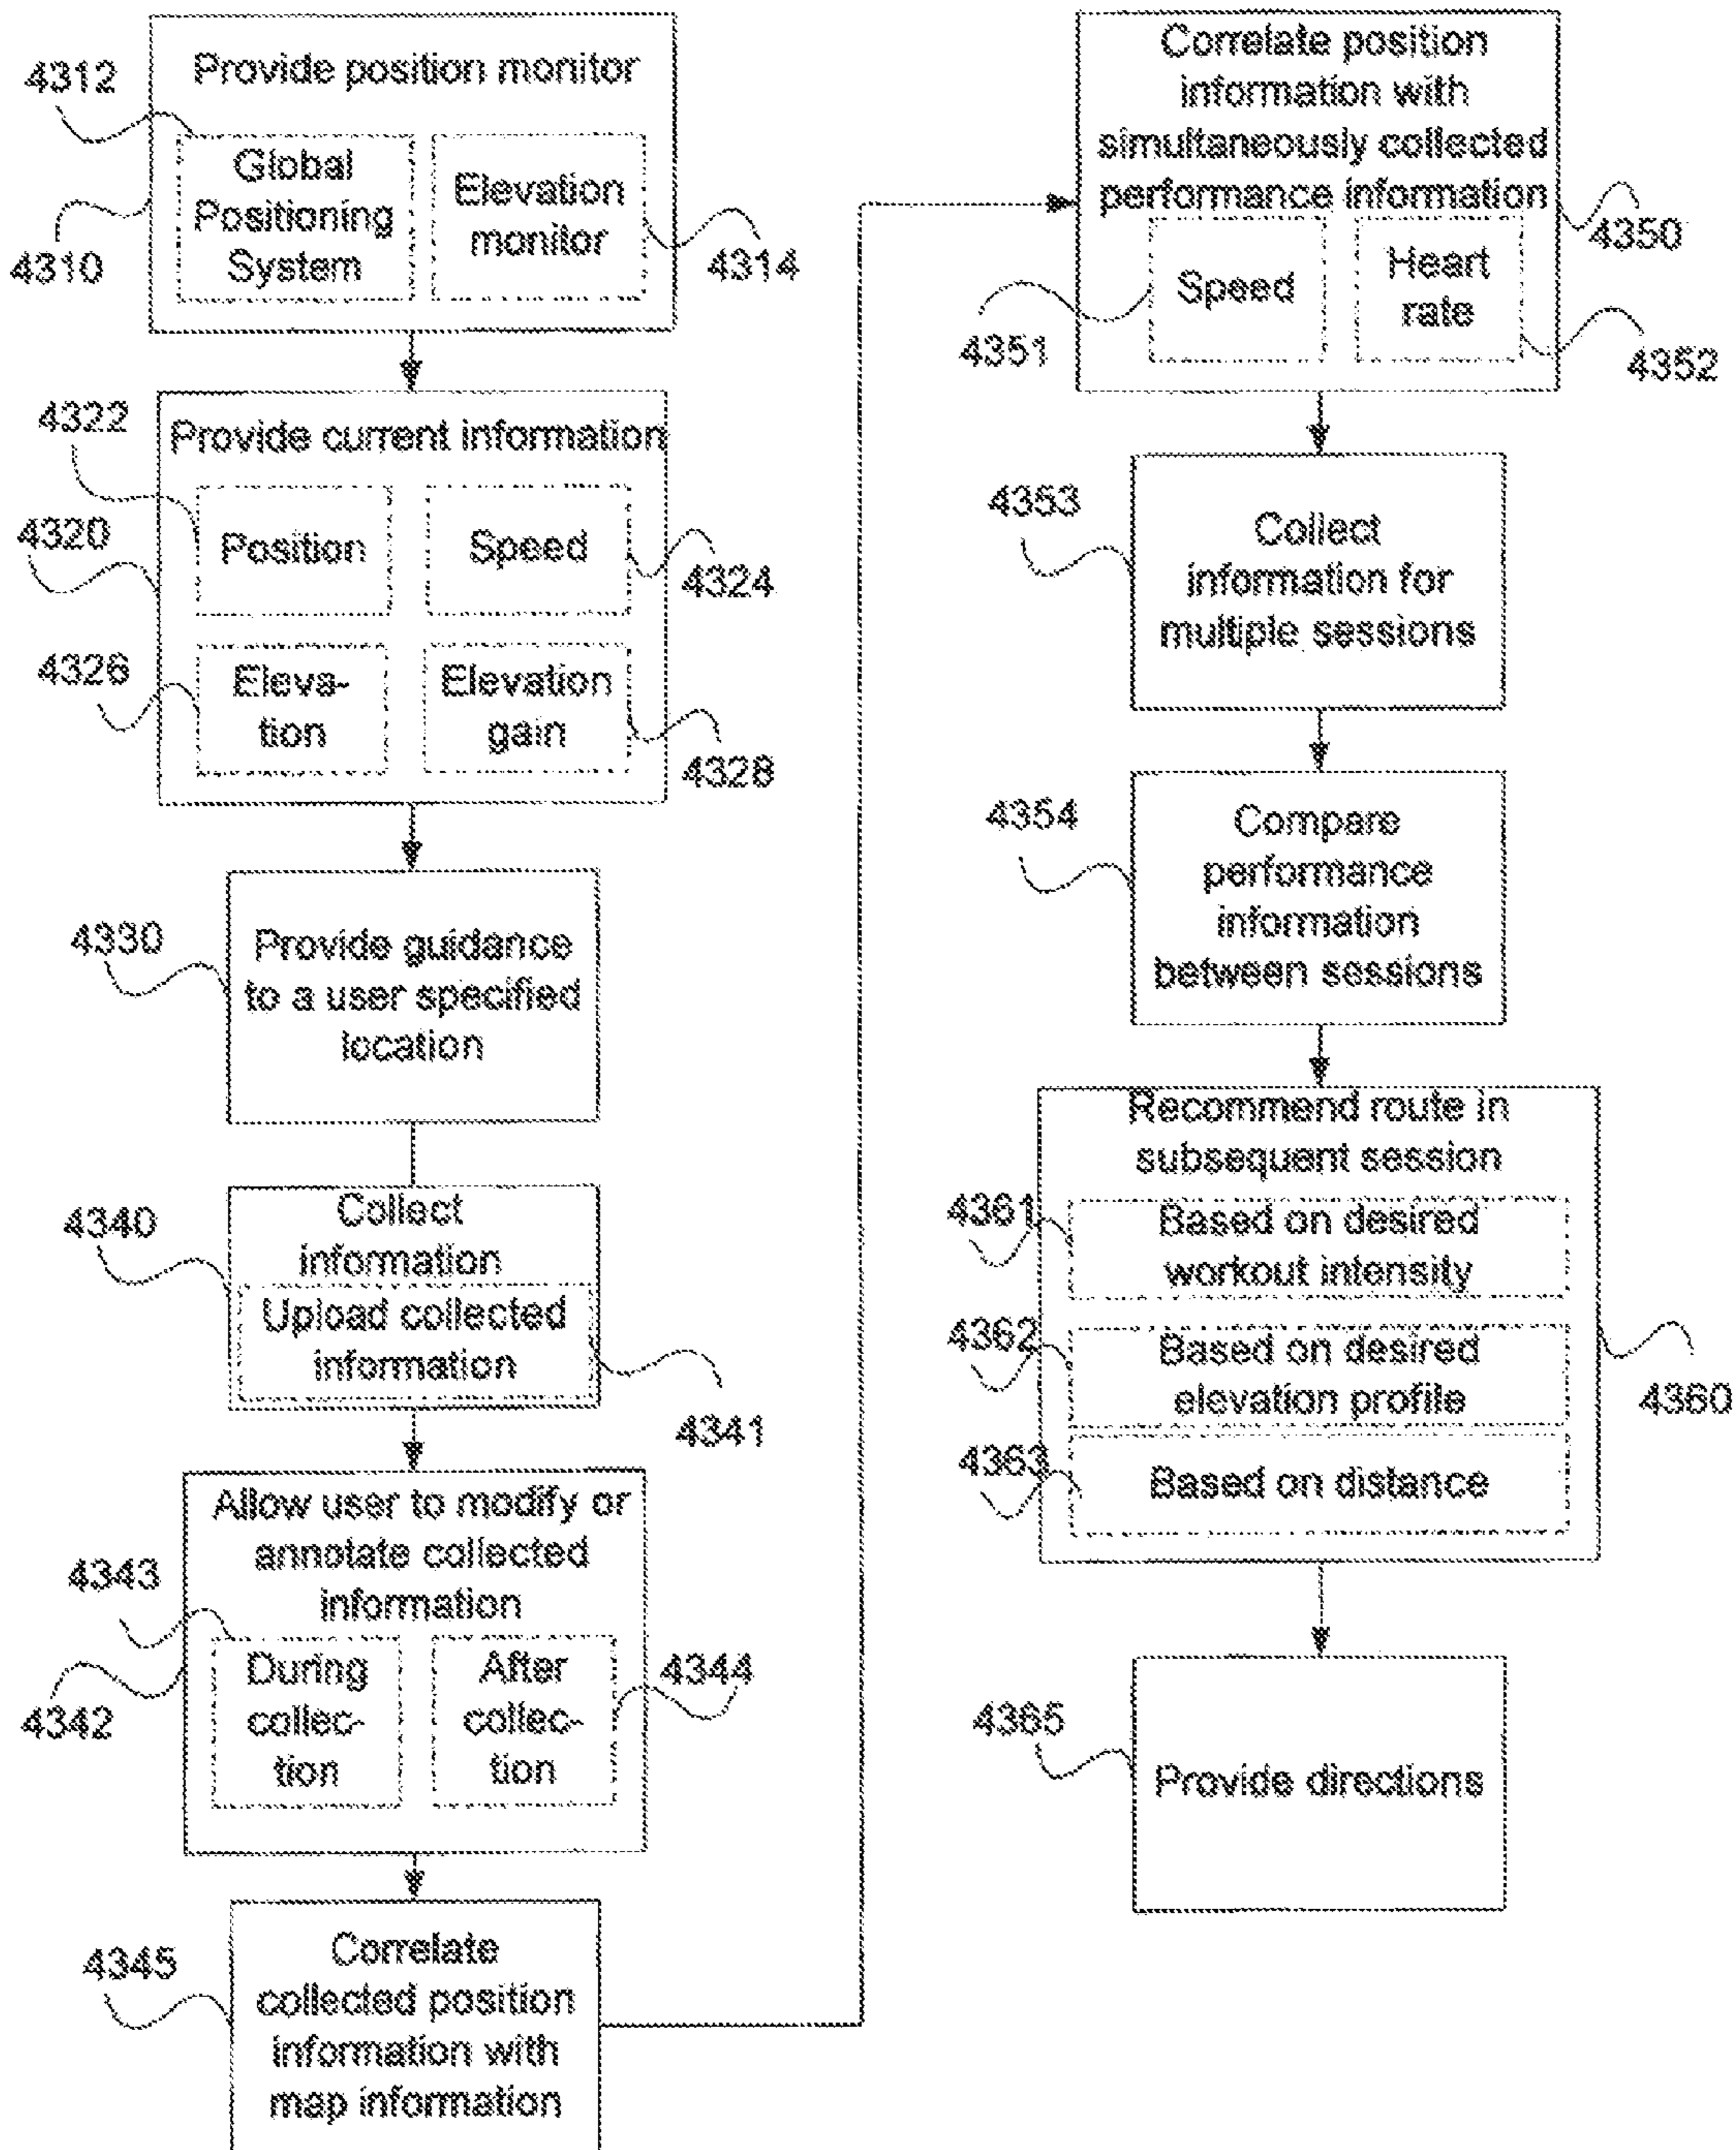 4312
Provide position monitor
Global
Positioning
System
Elevation
monitor
4310
4314
4322
Provide current information
4320
Position
Speed
4324
4326
Eleva-
tion
Elevation
gain
4328
4330
Provide guidance
to a user specified
location
4340
Collect
information
Upload collected
information
4341
Allow user to modify or
annotate collected
information
4343
During
collec-
tion
After
collec-
tion
4344
4342
4345
Correlate
collected position
information with
map information
Correlate position
information with
simultaneously collected
performance information
4350
Speed
Heart
rate
4351
4352
4353
Collect
information for
multiple sessions
4354
Compare
performance
information
between sessions
Recommend route in
subsequent session
4361
Based on desired
workout intensity
4362
Based on desired
elevation profile
4360
4363
Based on distance
4365
Provide directions